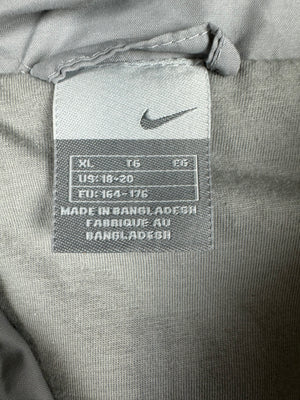 XL TG EG
US: 18-20
EU: 164-176
MADE IN BANGLADESH
FABRIQUE AU
BANGLADESH